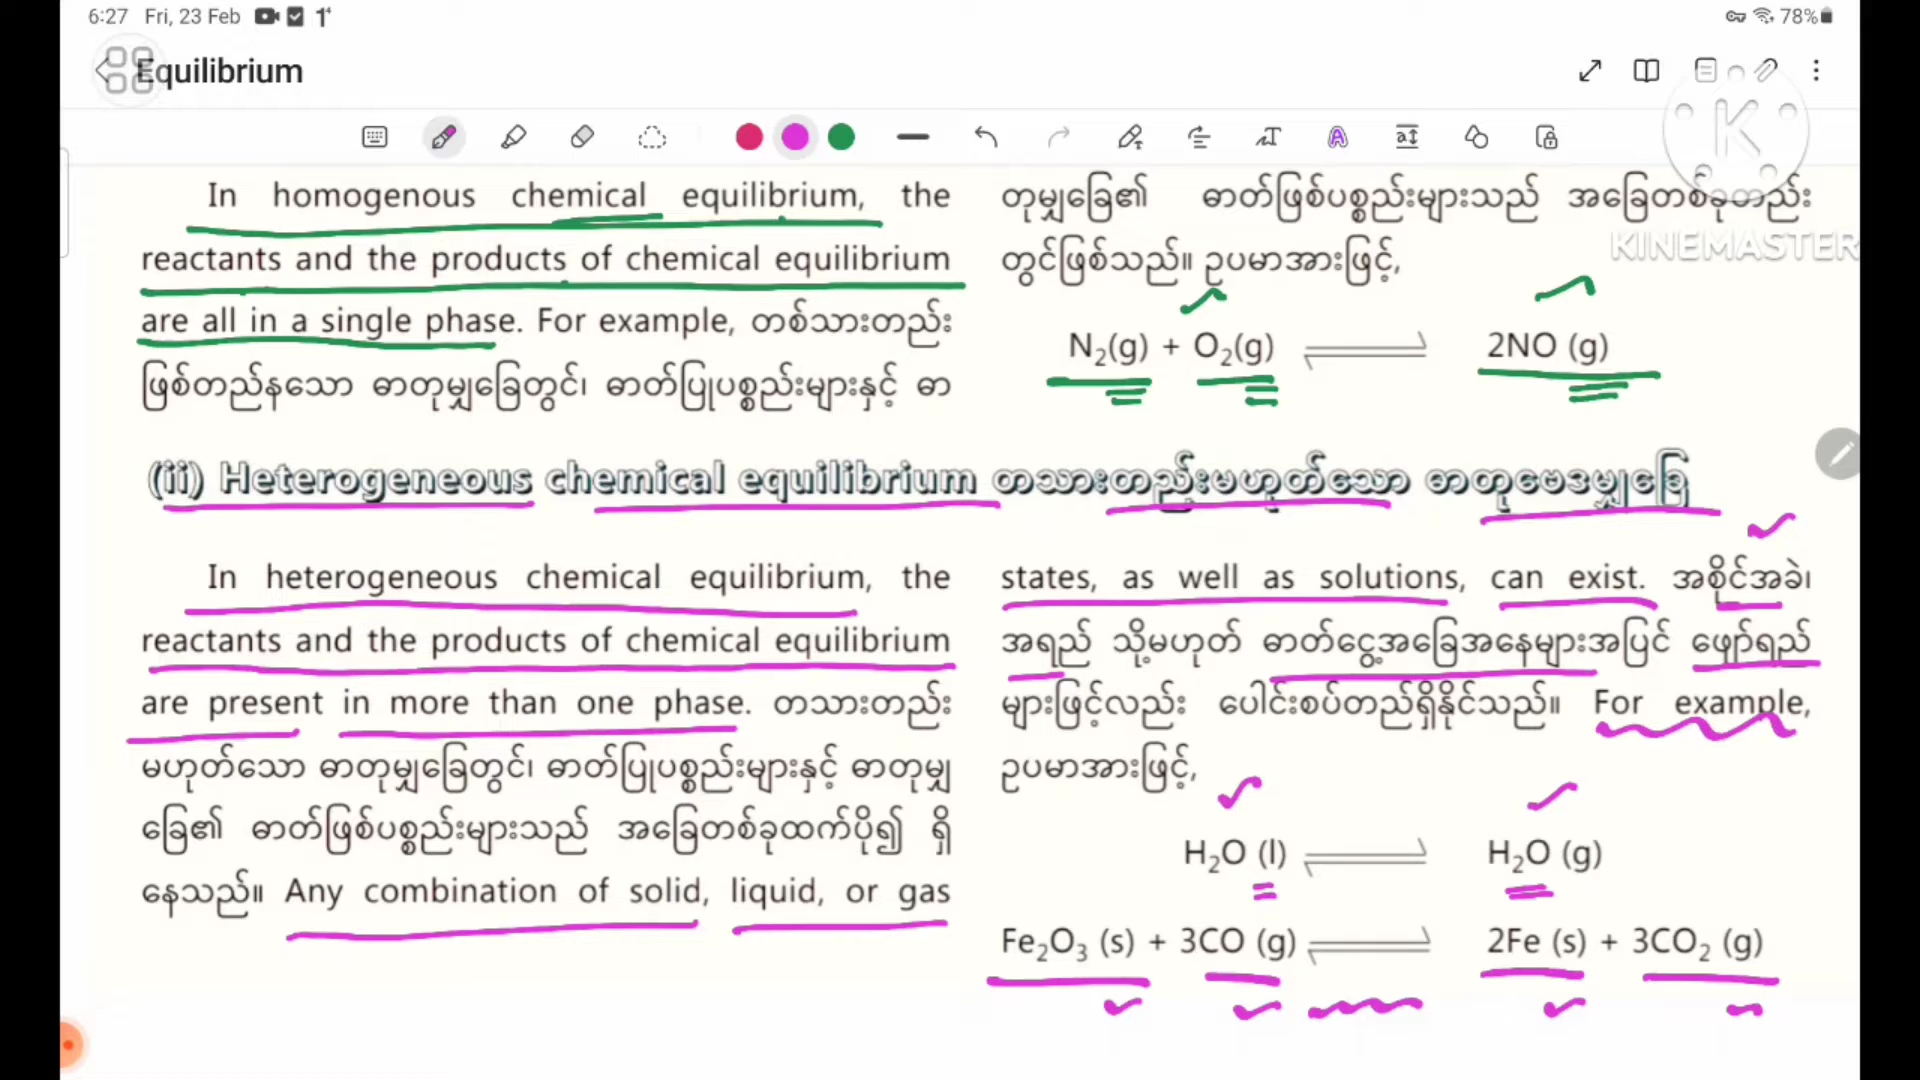 6:27 Fri, 23 Feb
78%
Equilibrium
KINEMASTER
In homogenous chemical equilibrium, the
reactants and the products of chemical equilibrium
are all in a single phase. For example, တစ်သားတည်း
ဖြစ်တည်နသော ဓာတုမျှခြေတွင်၊ ဓာတ်ပြုပစ္စည်းများနှင့် ဓာ
တုမျှခြေ၏ ဓာတ်ဖြစ်ပစ္စည်းများသည် အခြေတစ်ခုတည်း
တွင်ဖြစ်သည်။ ဥပမာအားဖြင့်,
N₂(g) + O₂(g) ⇌ 2NO (g)
(ii) Heterogeneous chemical equilibrium တသားတည်းမဟုတ်သော ဓာတုဗေဒမျှခြေ
In heterogeneous chemical equilibrium, the
reactants and the products of chemical equilibrium
are present in more than one phase. တသားတည်း
မဟုတ်သော ဓာတုမျှခြေတွင်၊ ဓာတ်ပြုပစ္စည်းများနှင့် ဓာတုမျှ
ခြေ၏ ဓာတ်ဖြစ်ပစ္စည်းများသည် အခြေတစ်ခုထက်ပို၍ ရှိ
နေသည်။ Any combination of solid, liquid, or gas
states, as well as solutions, can exist. အစိုင်အခဲ၊
အရည် သို့မဟုတ် ဓာတ်ငွေ့အခြေအနေများအပြင် ဖျော်ရည်
များဖြင့်လည်း ပေါင်းစပ်တည်ရှိနိုင်သည်။ For example,
ဥပမာအားဖြင့်,
H₂O (l) ⇌ H₂O (g)
Fe₂O₃ (s) + 3CO (g) ⇌ 2Fe (s) + 3CO₂ (g)